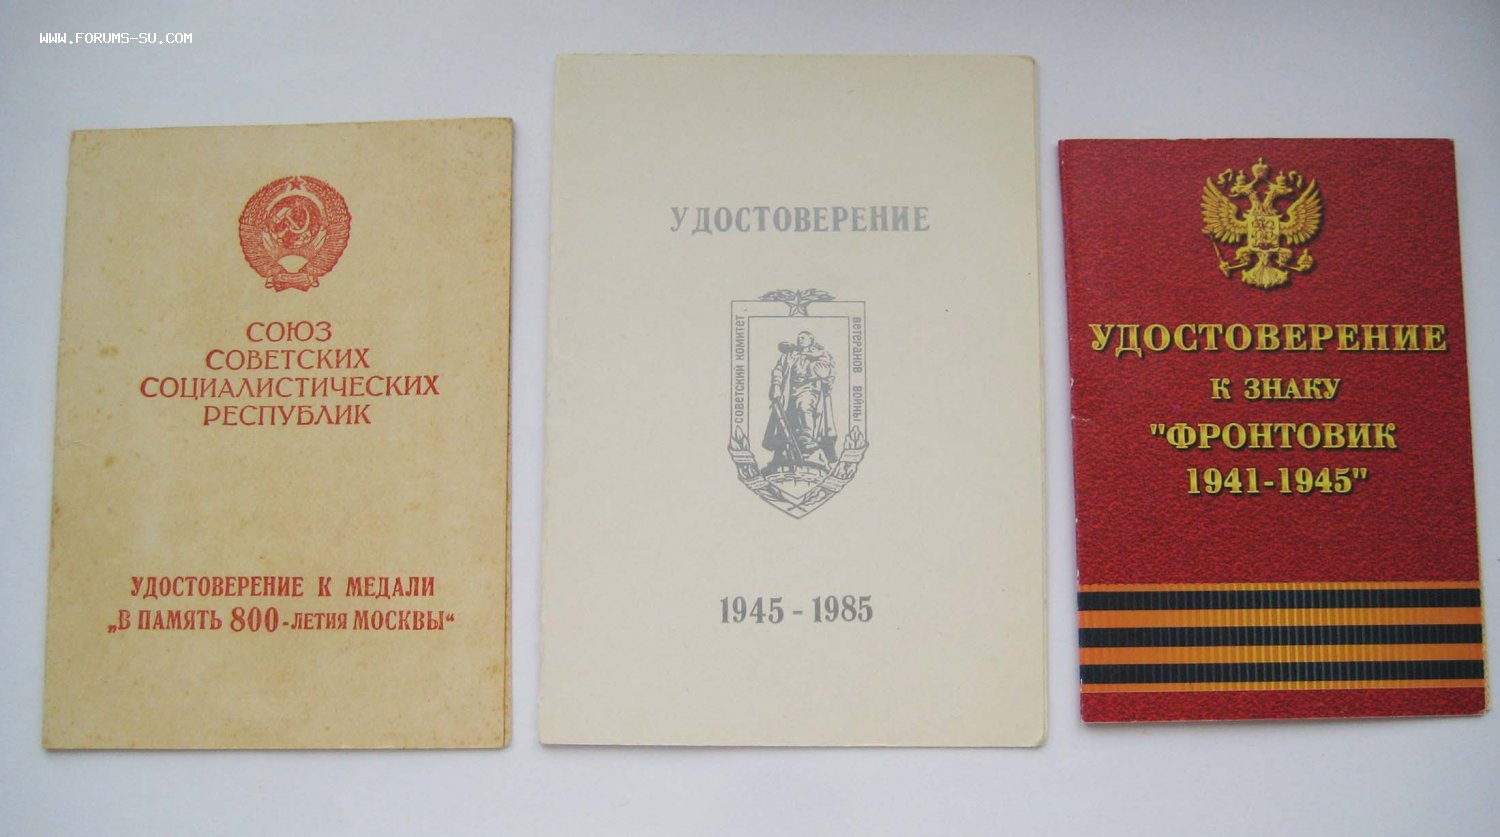 WWW.FORUMS-SU.COM
СОЮЗ
СОВЕТСКИХ
СОЦИАЛИСТИЧЕСКИХ
РЕСПУБЛИК
УДОСТОВЕРЕНИЕ К МЕДАЛИ
„В ПАМЯТЬ 800-ЛЕТИЯ МОСКВЫ“
УДОСТОВЕРЕНИЕ
советский комитет
ветеранов войны
1945 - 1985
УДОСТОВЕРЕНИЕ
К ЗНАКУ
"ФРОНТОВИК
1941-1945"